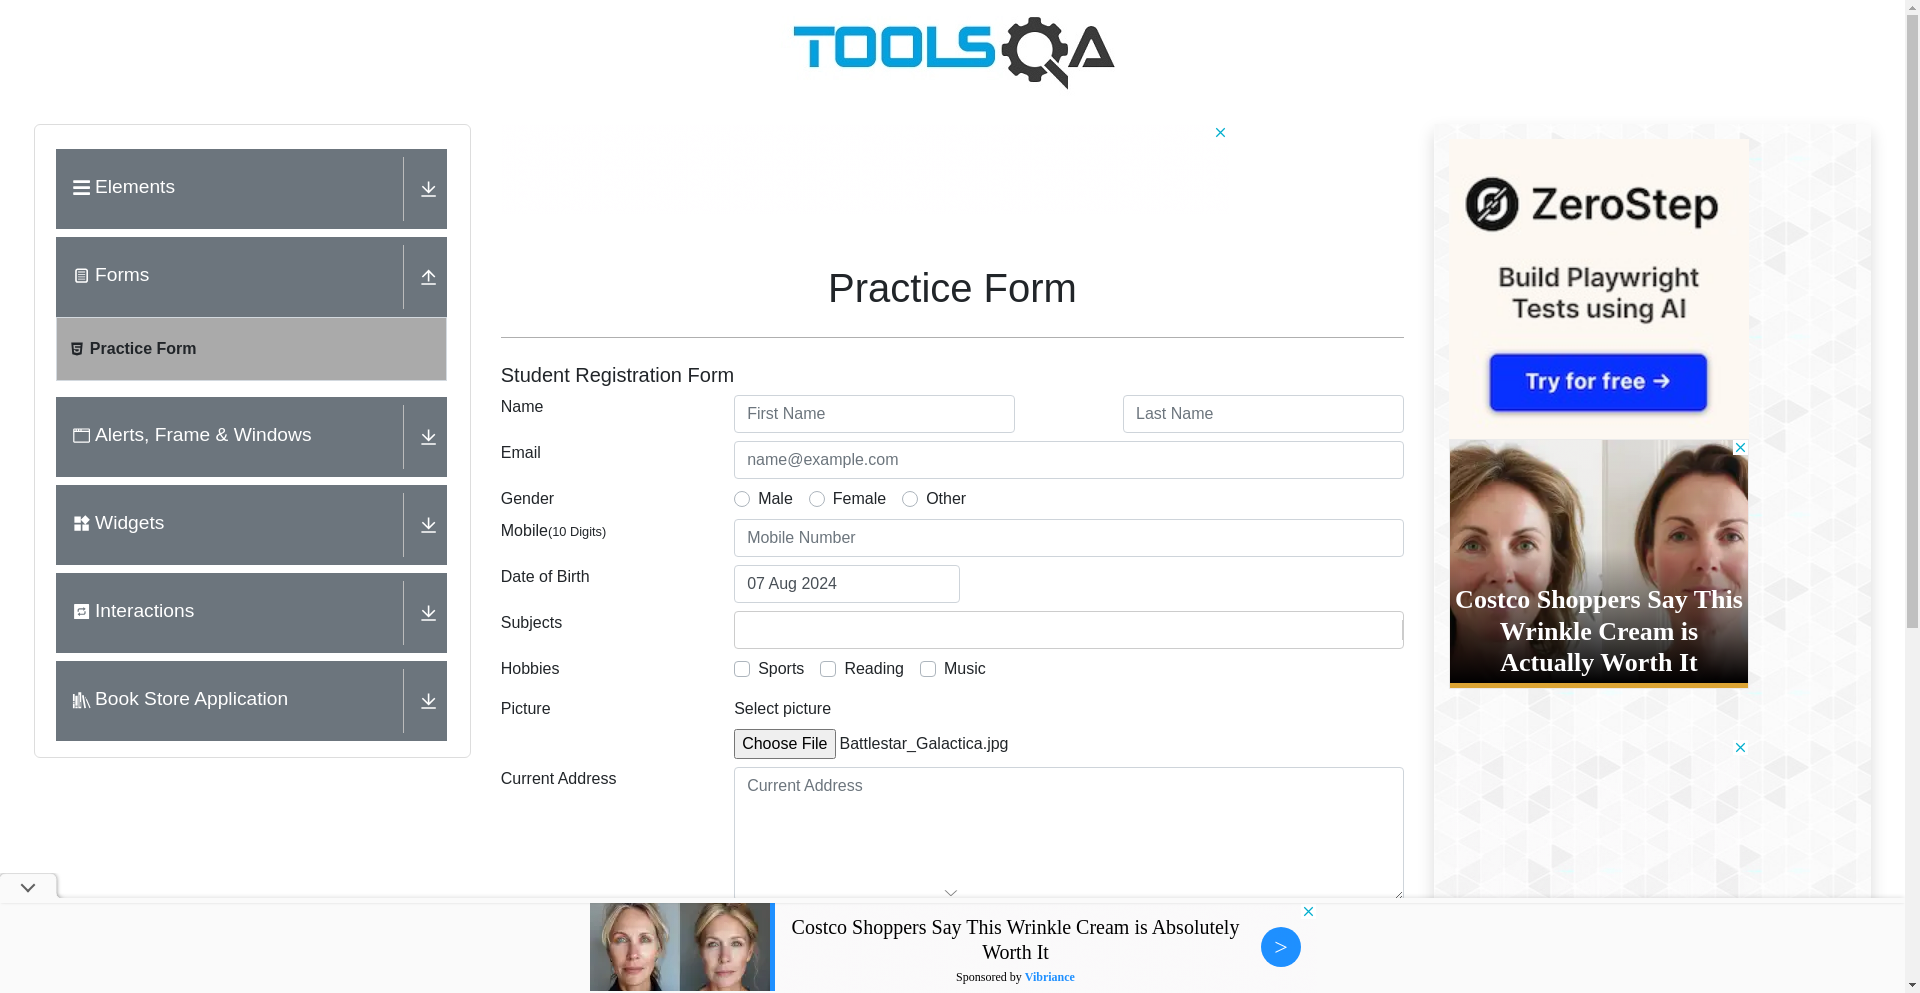 TOOLSQA
Elements
Forms
Practice Form
Alerts, Frame & Windows
Widgets
Interactions
Book Store Application
Practice Form
Student Registration Form
Name
First Name
Last Name
Email
name@example.com
Gender
Male
Female
Other
Mobile(10 Digits)
Mobile Number
Date of Birth
07 Aug 2024
Subjects
Hobbies
Sports
Reading
Music
Picture
Select picture
Choose File Battlestar_Galactica.jpg
Current Address
Current Address
ZeroStep
Build Playwright
Tests using AI
Try for free →
Costco Shoppers Say This
Wrinkle Cream is
Actually Worth It
Costco Shoppers Say This Wrinkle Cream is Absolutely
Worth It
Sponsored by Vibriance
>